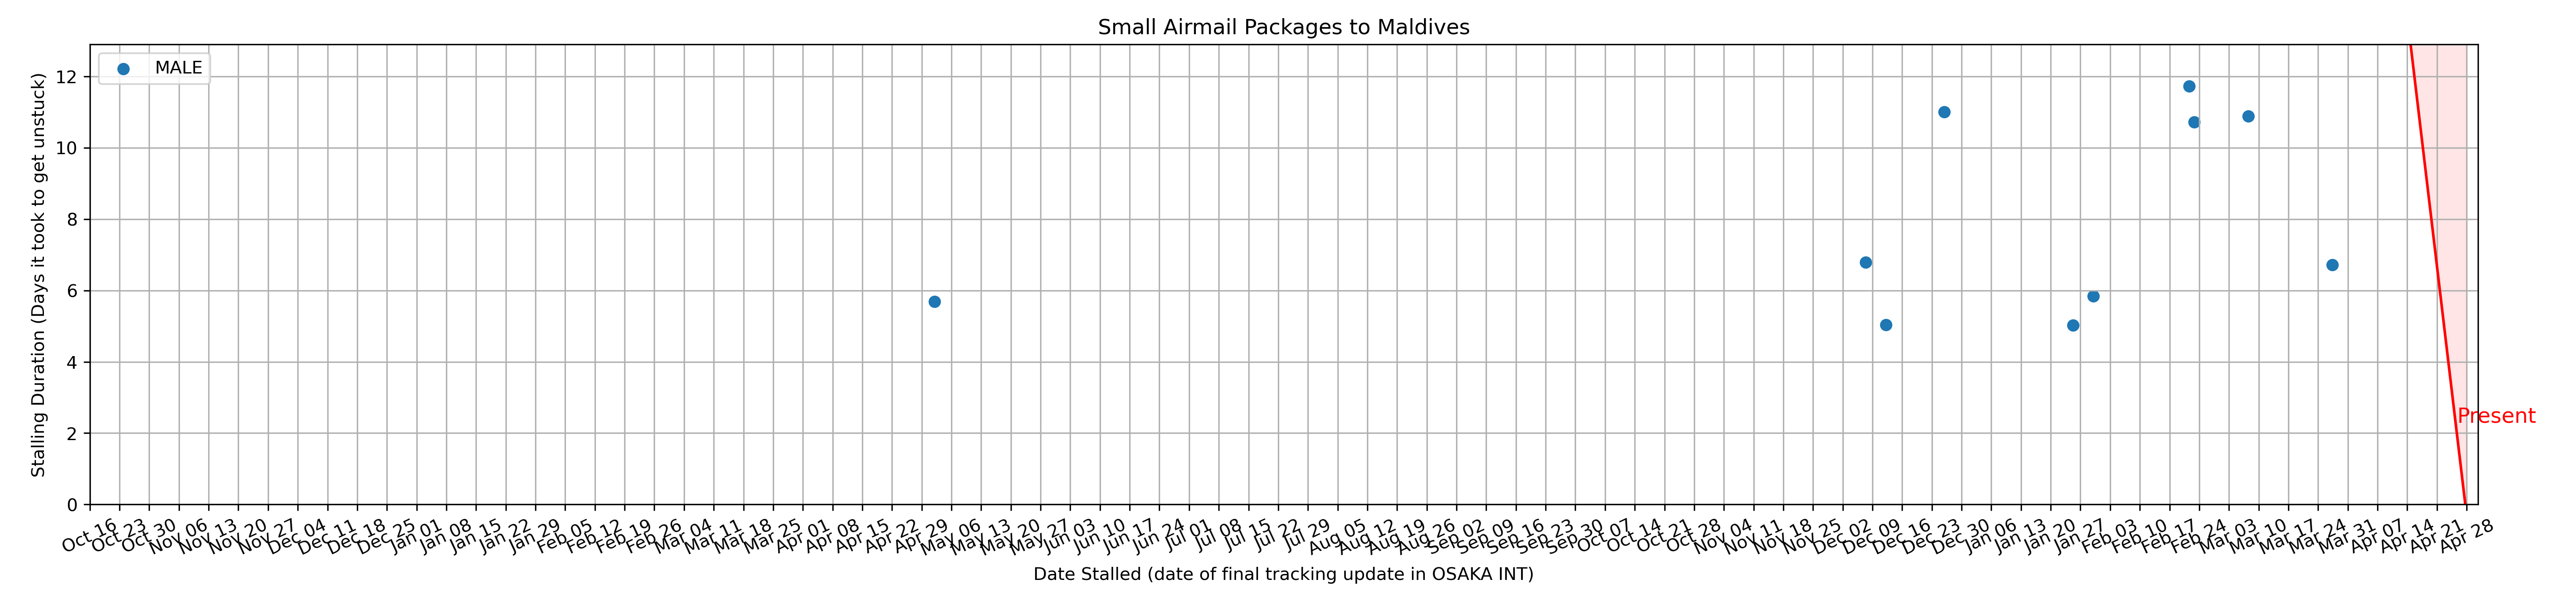 Small Airmail Packages to Maldives
MALE
Stalling Duration (Days it took to get unstuck)
12
10
8
6
4
2
0
Present
Oct 16 Oct 23 Oct 30 Nov 06 Nov 13 Nov 20 Nov 27 Dec 04 Dec 11 Dec 18 Dec 25 Jan 01 Jan 08 Jan 15 Jan 22 Jan 29 Feb 05 Feb 12 Feb 19 Feb 26 Mar 04 Mar 11 Mar 18 Mar 25 Apr 01 Apr 08 Apr 15 Apr 22 Apr 29 May 06 May 13 May 20 May 27 Jun 03 Jun 10 Jun 17 Jun 24 Jul 01 Jul 08 Jul 15 Jul 22 Jul 29 Aug 05 Aug 12 Aug 19 Aug 26 Sep 02 Sep 09 Sep 16 Sep 23 Sep 30 Oct 07 Oct 14 Oct 21 Oct 28 Nov 04 Nov 11 Nov 18 Nov 25 Dec 02 Dec 09 Dec 16 Dec 23 Dec 30 Jan 06 Jan 13 Jan 20 Jan 27 Feb 03 Feb 10 Feb 17 Feb 24 Mar 03 Mar 10 Mar 17 Mar 24 Mar 31 Apr 07 Apr 14 Apr 21 Apr 28
Date Stalled (date of final tracking update in OSAKA INT)